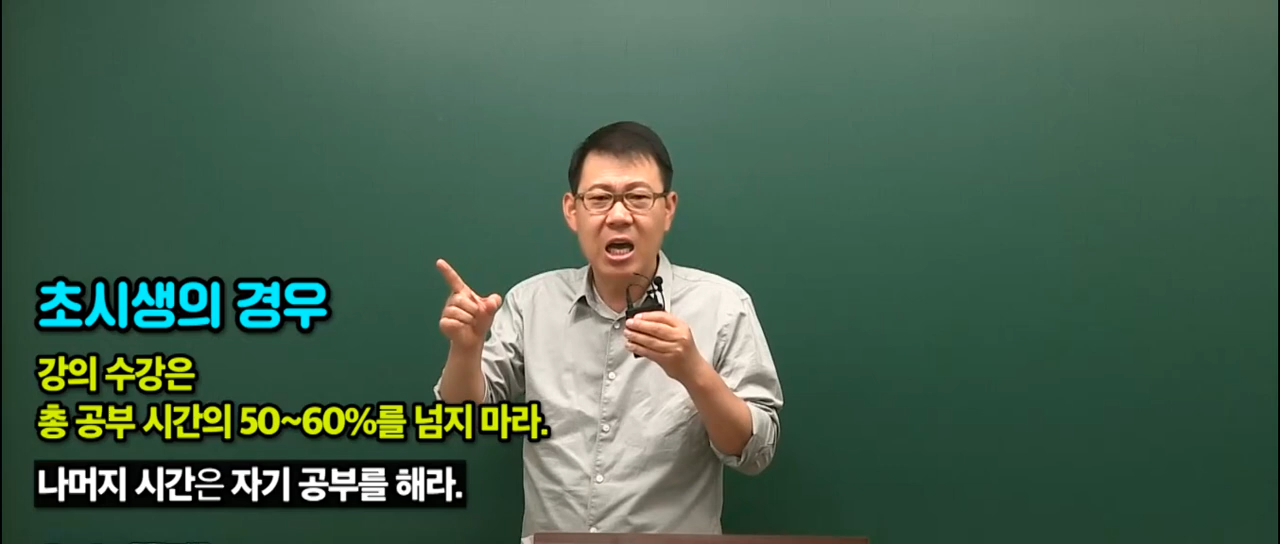 초시생의 경우
강의 수강은
총 공부 시간의 50~60%를 넘지 마라.
나머지 시간은 자기 공부를 해라.